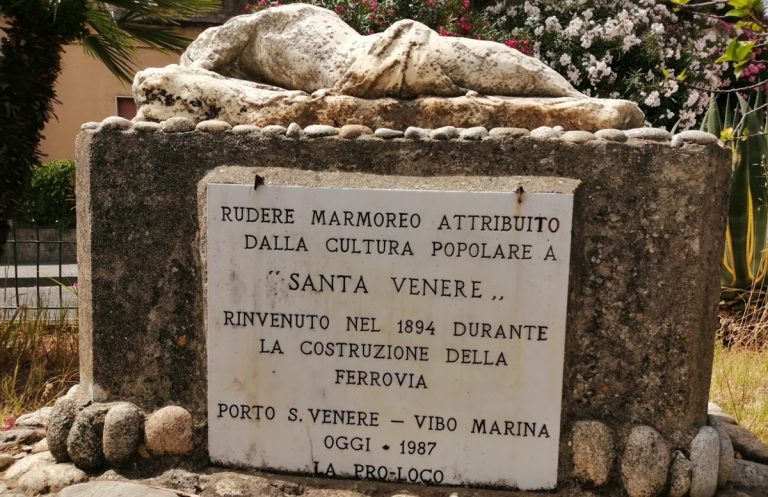 RUDERE MARMOREO ATTRIBUITO
DALLA CULTURA POPOLARE A
"SANTA VENERE„
RINVENUTO NEL 1894 DURANTE
LA COSTRUZIONE DELLA
FERROVIA
PORTO S. VENERE – VIBO MARINA
OGGI • 1987
LA PRO-LOCO